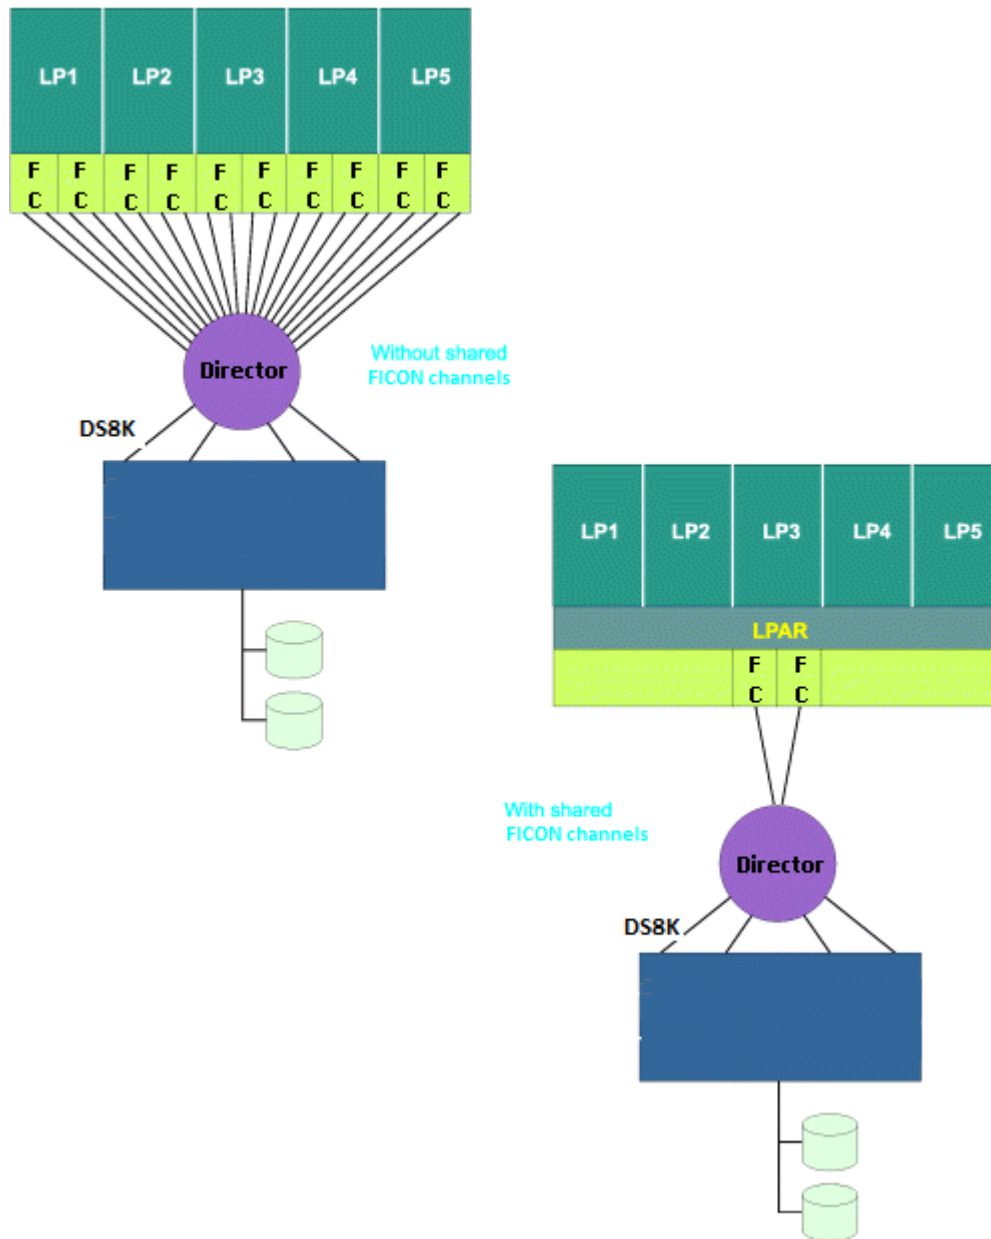 LP1 LP2 LP3 LP4 LP5
F F F F F F F F F F
C C C C C C C C C C
Director
Without shared
FICON channels
DS8K
LP1 LP2 LP3 LP4 LP5
LPAR
F F
C C
With shared
FICON channels
Director
DS8K